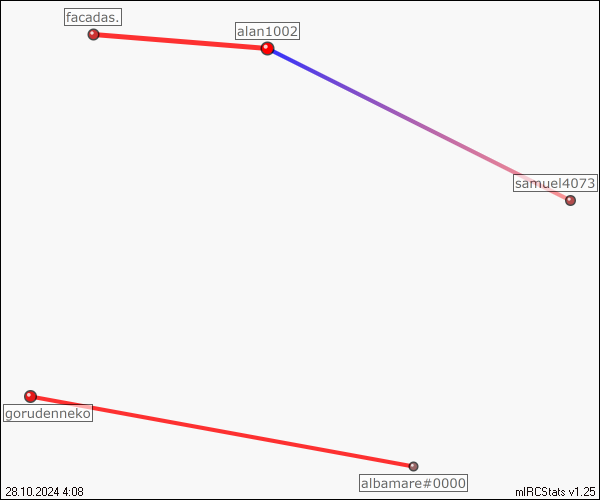 facadas.
alan1002
samuel4073
gorudenneko
albamare#0000
28.10.2024 4:08
mIRCStats v1.25